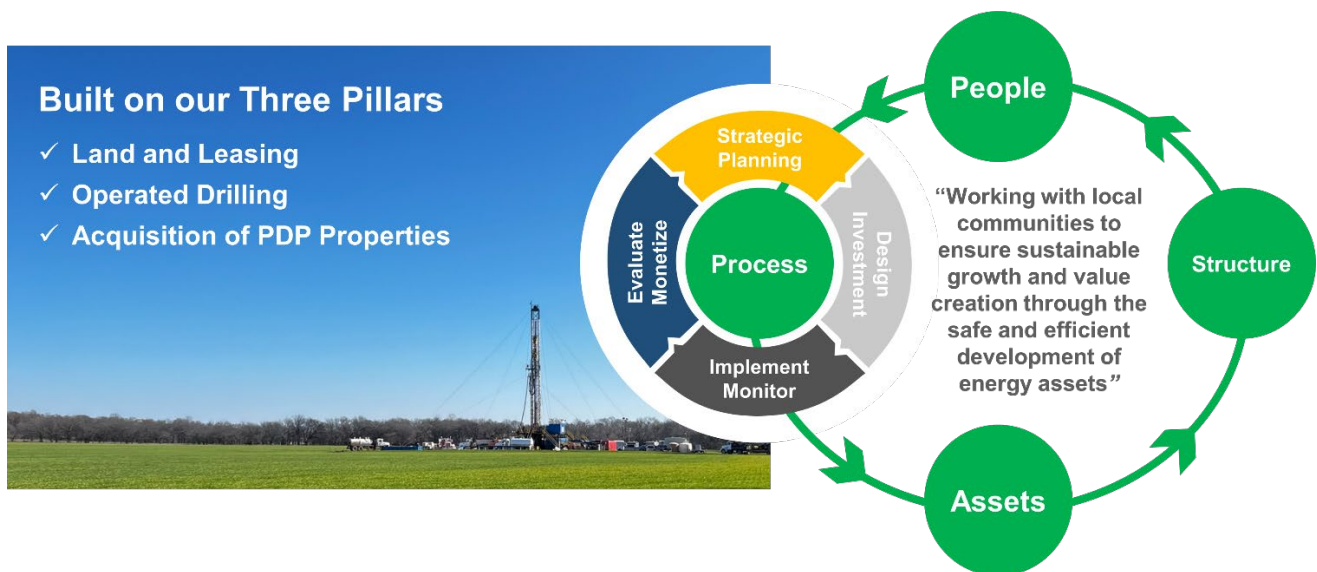 Built on our Three Pillars
✓ Land and Leasing
✓ Operated Drilling
✓ Acquisition of PDP Properties
People
Strategic
Planning
Evaluate
Monetize
Process
Design
Investment
Implement
Monitor
“Working with local
communities to
ensure sustainable
growth and value
creation through the
safe and efficient
development of
energy assets”
Structure
Assets